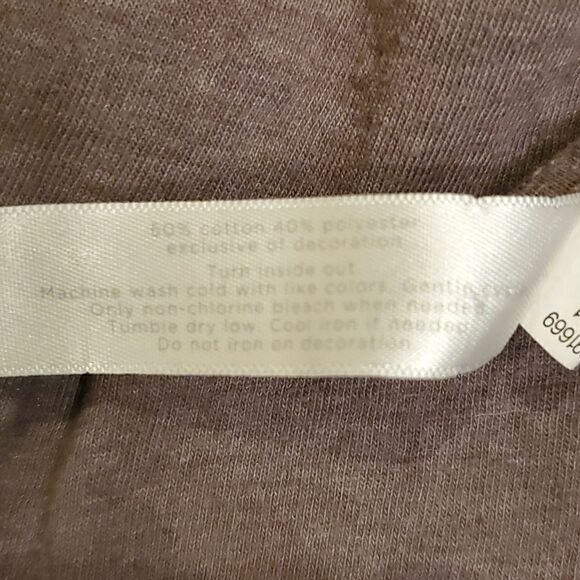 60% cotton 40% polyester
exclusive of decoration
Turn inside out
Machine wash cold with like colors. Gentle
Only non-chlorine bleach when needed
Tumble dry low. Cool iron if needed
Do not iron on decoration
01669